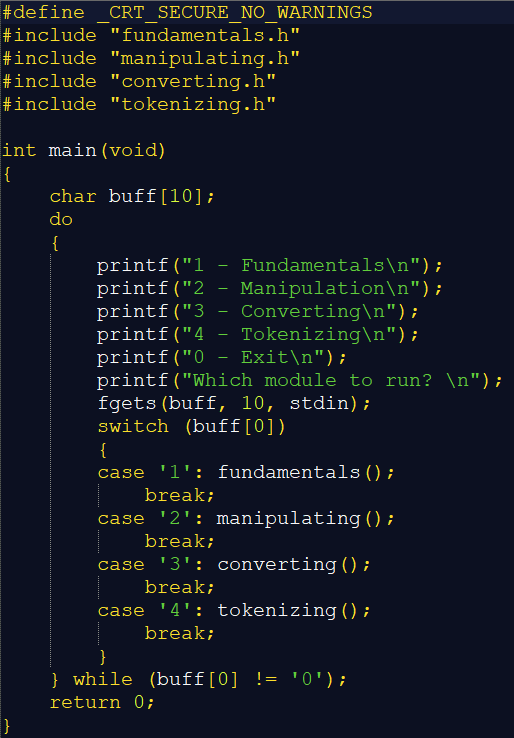 #define _CRT_SECURE_NO_WARNINGS
#include "fundamentals.h"
#include "manipulating.h"
#include "converting.h"
#include "tokenizing.h"

int main(void)
{
    char buff[10];
    do
    {
        printf("1 - Fundamentals\n");
        printf("2 - Manipulation\n");
        printf("3 - Converting\n");
        printf("4 - Tokenizing\n");
        printf("0 - Exit\n");
        printf("Which module to run? \n");
        fgets(buff, 10, stdin);
        switch (buff[0])
        {
        case '1': fundamentals();
            break;
        case '2': manipulating();
            break;
        case '3': converting();
            break;
        case '4': tokenizing();
            break;
        }
    } while (buff[0] != '0');
    return 0;
}